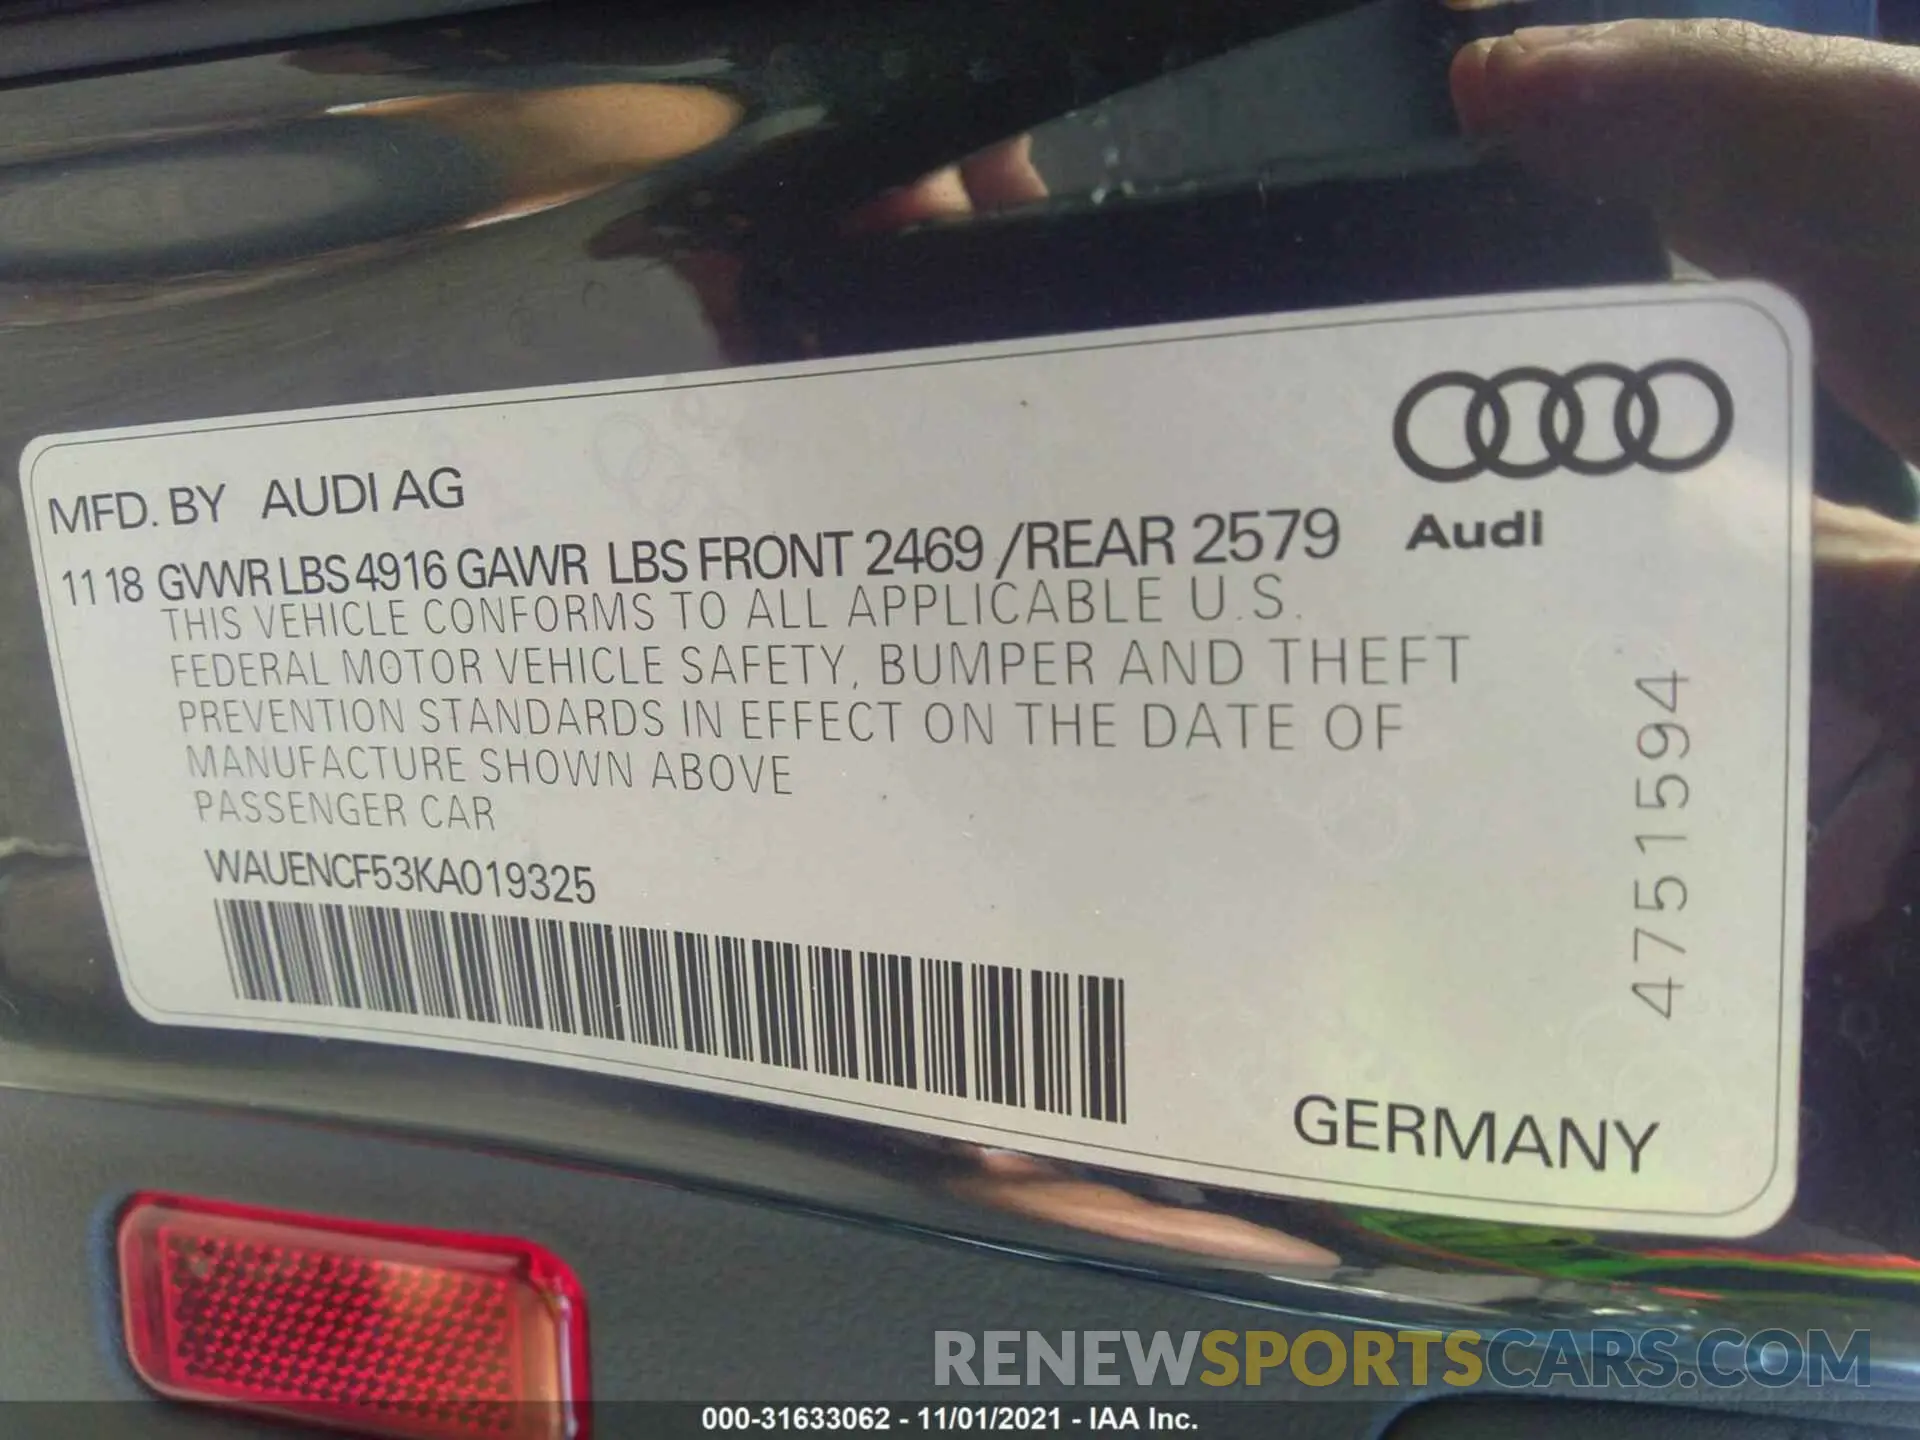 MFD. BY AUDI AG
11 18 GVWR LBS 4916 GAWR LBS FRONT 2469 /REAR 2579
Audi
THIS VEHICLE CONFORMS TO ALL APPLICABLE U.S.
FEDERAL MOTOR VEHICLE SAFETY, BUMPER AND THEFT
PREVENTION STANDARDS IN EFFECT ON THE DATE OF
MANUFACTURE SHOWN ABOVE
PASSENGER CAR
WAUENCF53KA019325
4751594
GERMANY
RENEWSPORTSCARS.COM
000-31633062 - 11/01/2021 - IAA Inc.